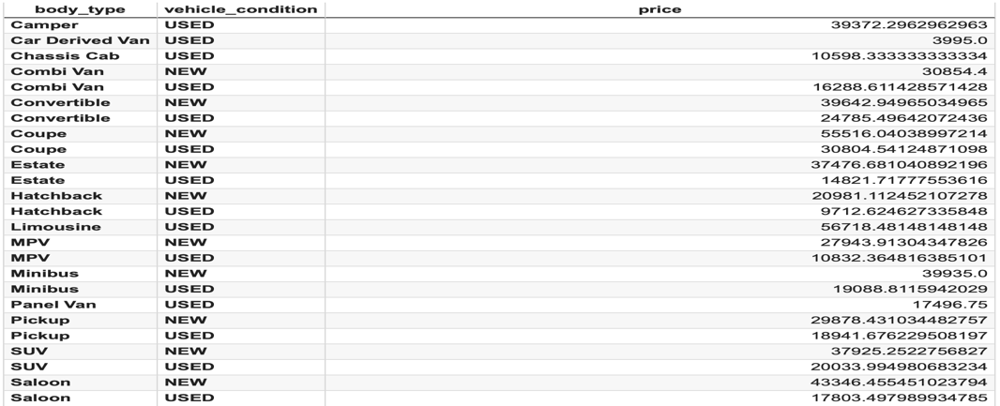 body_type vehicle_condition price
Camper USED 39372.2962962963
Car Derived Van USED 3995.0
Chassis Cab USED 10598.333333333334
Combi Van NEW 30854.4
Combi Van USED 16288.611428571428
Convertible NEW 39642.94965034965
Convertible USED 24785.49642072436
Coupe NEW 55516.04038997214
Coupe USED 30804.54124871098
Estate NEW 37476.681040892196
Estate USED 14821.71777553616
Hatchback NEW 20981.112452107278
Hatchback USED 9712.624627335848
Limousine USED 56718.48148148148
MPV NEW 27943.91304347826
MPV USED 10832.364816385101
Minibus NEW 39935.0
Minibus USED 19088.8115942029
Panel Van USED 17496.75
Pickup NEW 29878.431034482757
Pickup USED 18941.676229508197
SUV NEW 37925.2522756827
SUV USED 20033.994980683234
Saloon NEW 43346.455451023794
Saloon USED 17803.497989934785